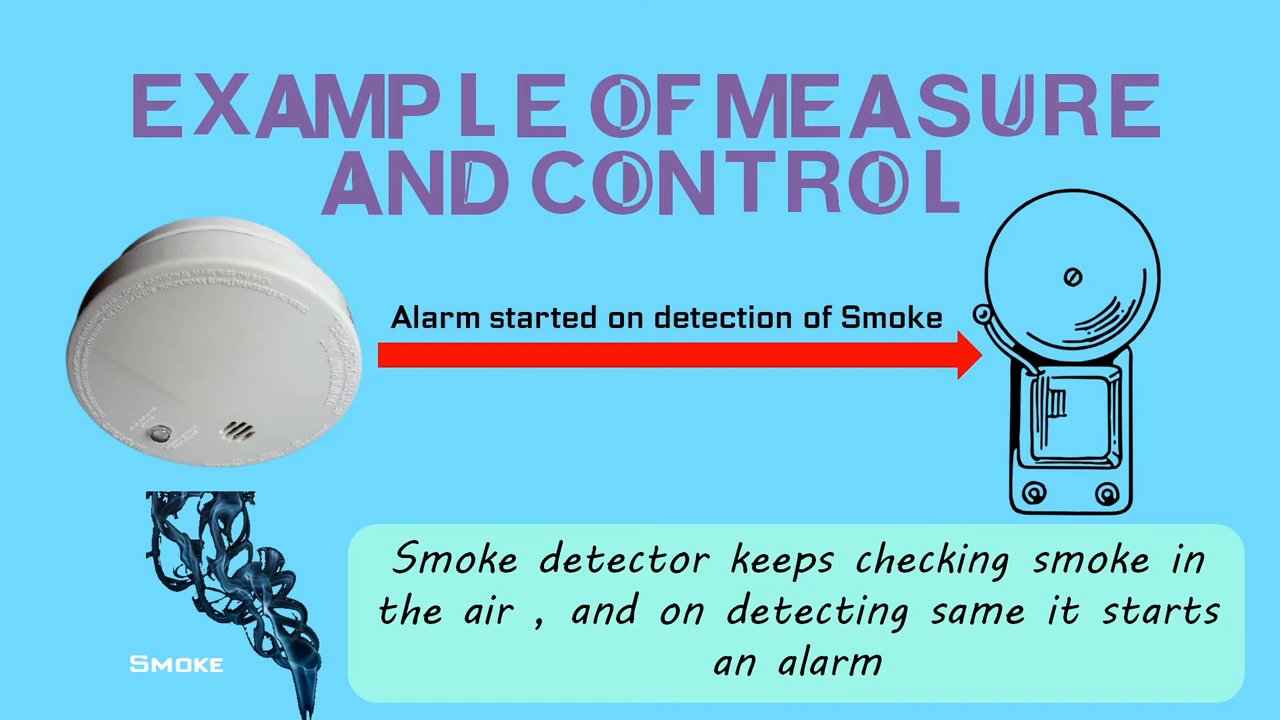 EXAMPLE OF MEASURE
AND CONTROL
Alarm started on detection of Smoke
Smoke detector keeps checking smoke in
the air , and on detecting same it starts
an alarm
SMOKE